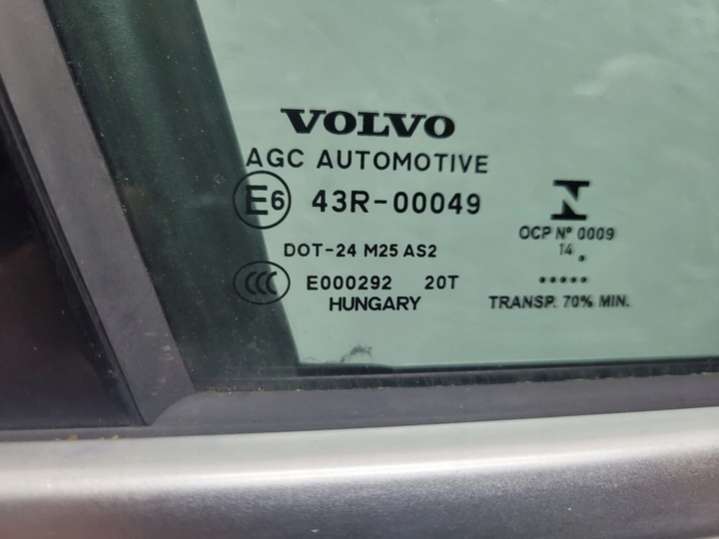 VOLVO
AGC AUTOMOTIVE
E6 43R-00049
DOT-24 M25 AS2
CCC E000292 20T
HUNGARY
N
OCP Nº 0009
14 .
.....
TRANSP. 70% MIN.